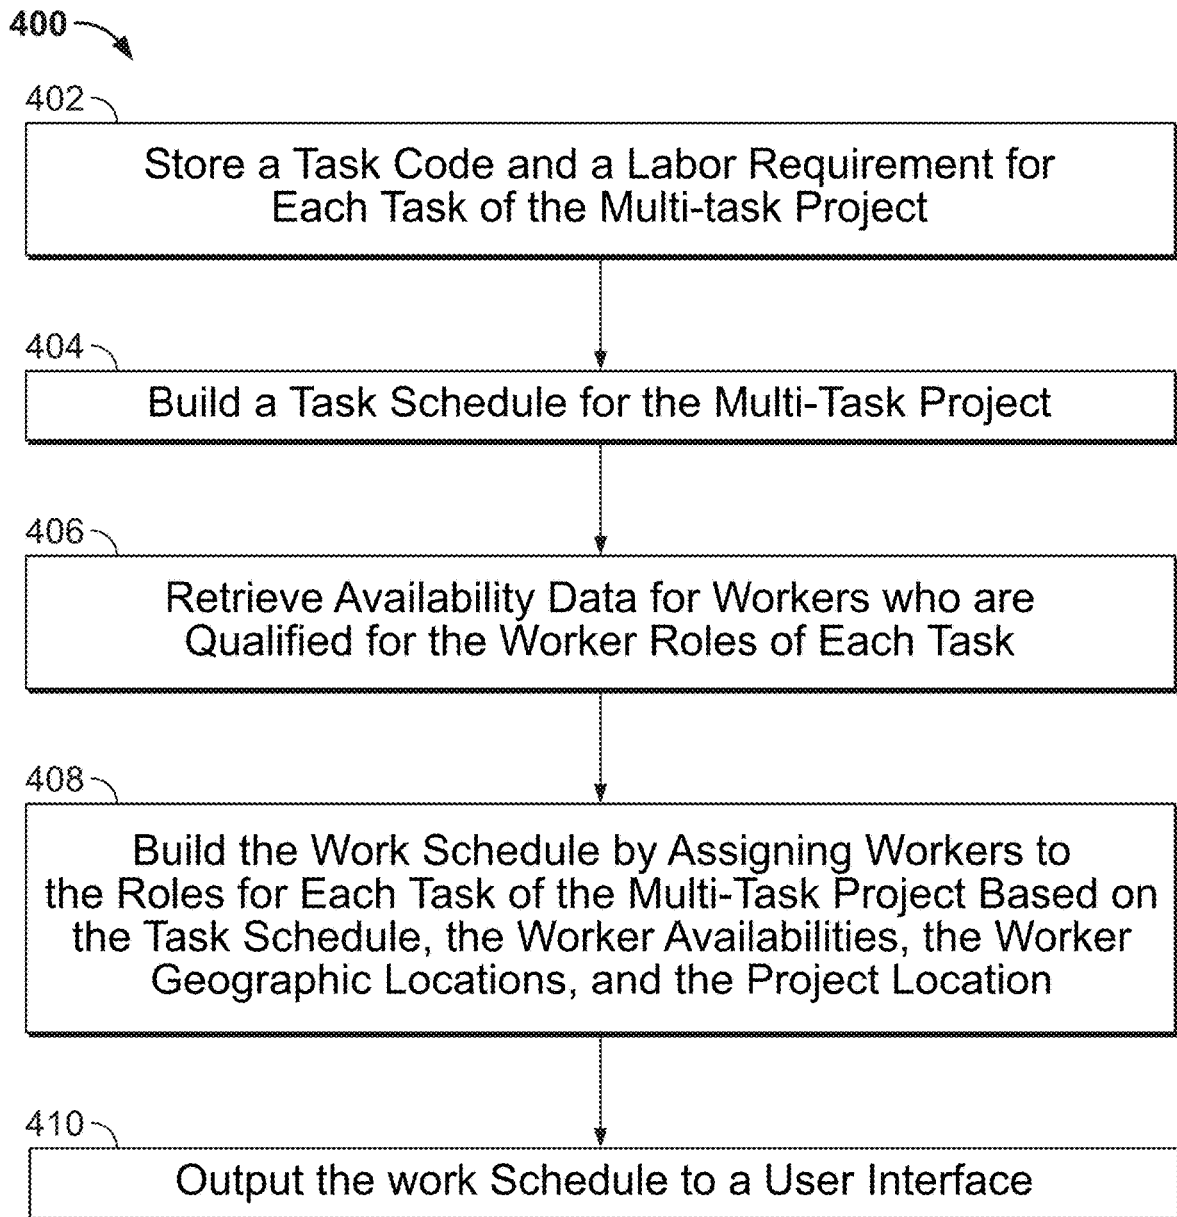 400
402
Store a Task Code and a Labor Requirement for
Each Task of the Multi-task Project
404
Build a Task Schedule for the Multi-Task Project
406
Retrieve Availability Data for Workers who are
Qualified for the Worker Roles of Each Task
408
Build the Work Schedule by Assigning Workers to
the Roles for Each Task of the Multi-Task Project Based on
the Task Schedule, the Worker Availabilities, the Worker
Geographic Locations, and the Project Location
410
Output the work Schedule to a User Interface